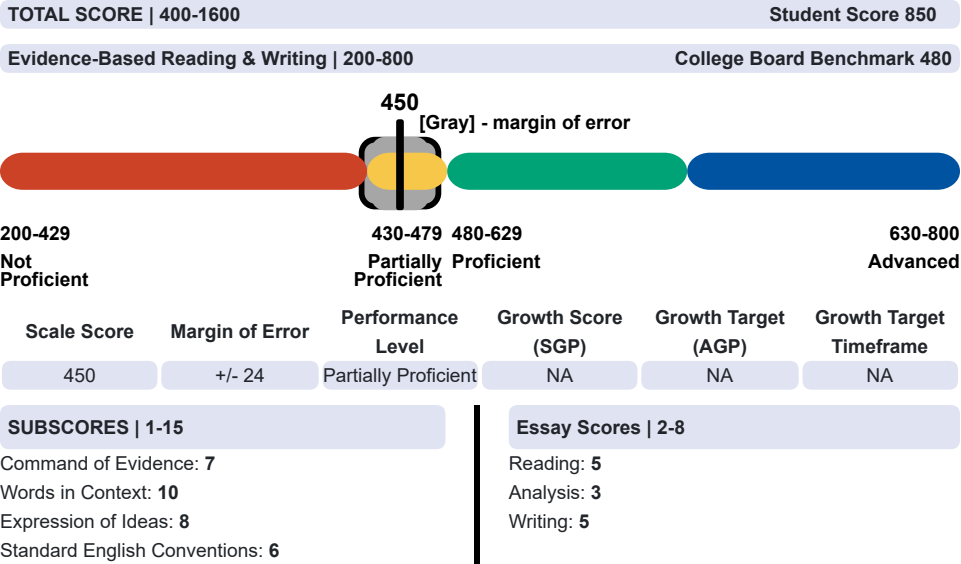 TOTAL SCORE | 400-1600 Student Score 850
Evidence-Based Reading & Writing | 200-800 College Board Benchmark 480
450
[Gray] - margin of error
200-429 430-479 480-629 630-800
Not Partially Proficient Advanced
Proficient Proficient
Scale Score Margin of Error Performance Level Growth Score (SGP) Growth Target (AGP) Growth Target Timeframe
450 +/- 24 Partially Proficient NA NA NA
SUBSCORES | 1-15
Command of Evidence: 7
Words in Context: 10
Expression of Ideas: 8
Standard English Conventions: 6
Essay Scores | 2-8
Reading: 5
Analysis: 3
Writing: 5